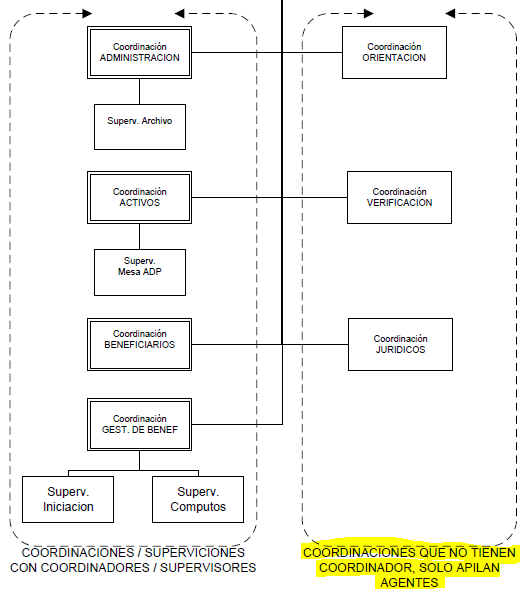 Coordinación
ADMINISTRACION
Coordinación
ORIENTACION
Superv. Archivo
Coordinación
ACTIVOS
Coordinación
VERIFICACION
Superv.
Mesa ADP
Coordinación
BENEFICIARIOS
Coordinación
JURIDICOS
Coordinación
GEST. DE BENEF
Superv.
Iniciacion
Superv.
Computos
COORDINACIONES / SUPERVICIONES
CON COORDINADORES / SUPERVISORES
COORDINACIONES QUE NO TIENEN
COORDINADOR, SOLO APILAN
AGENTES